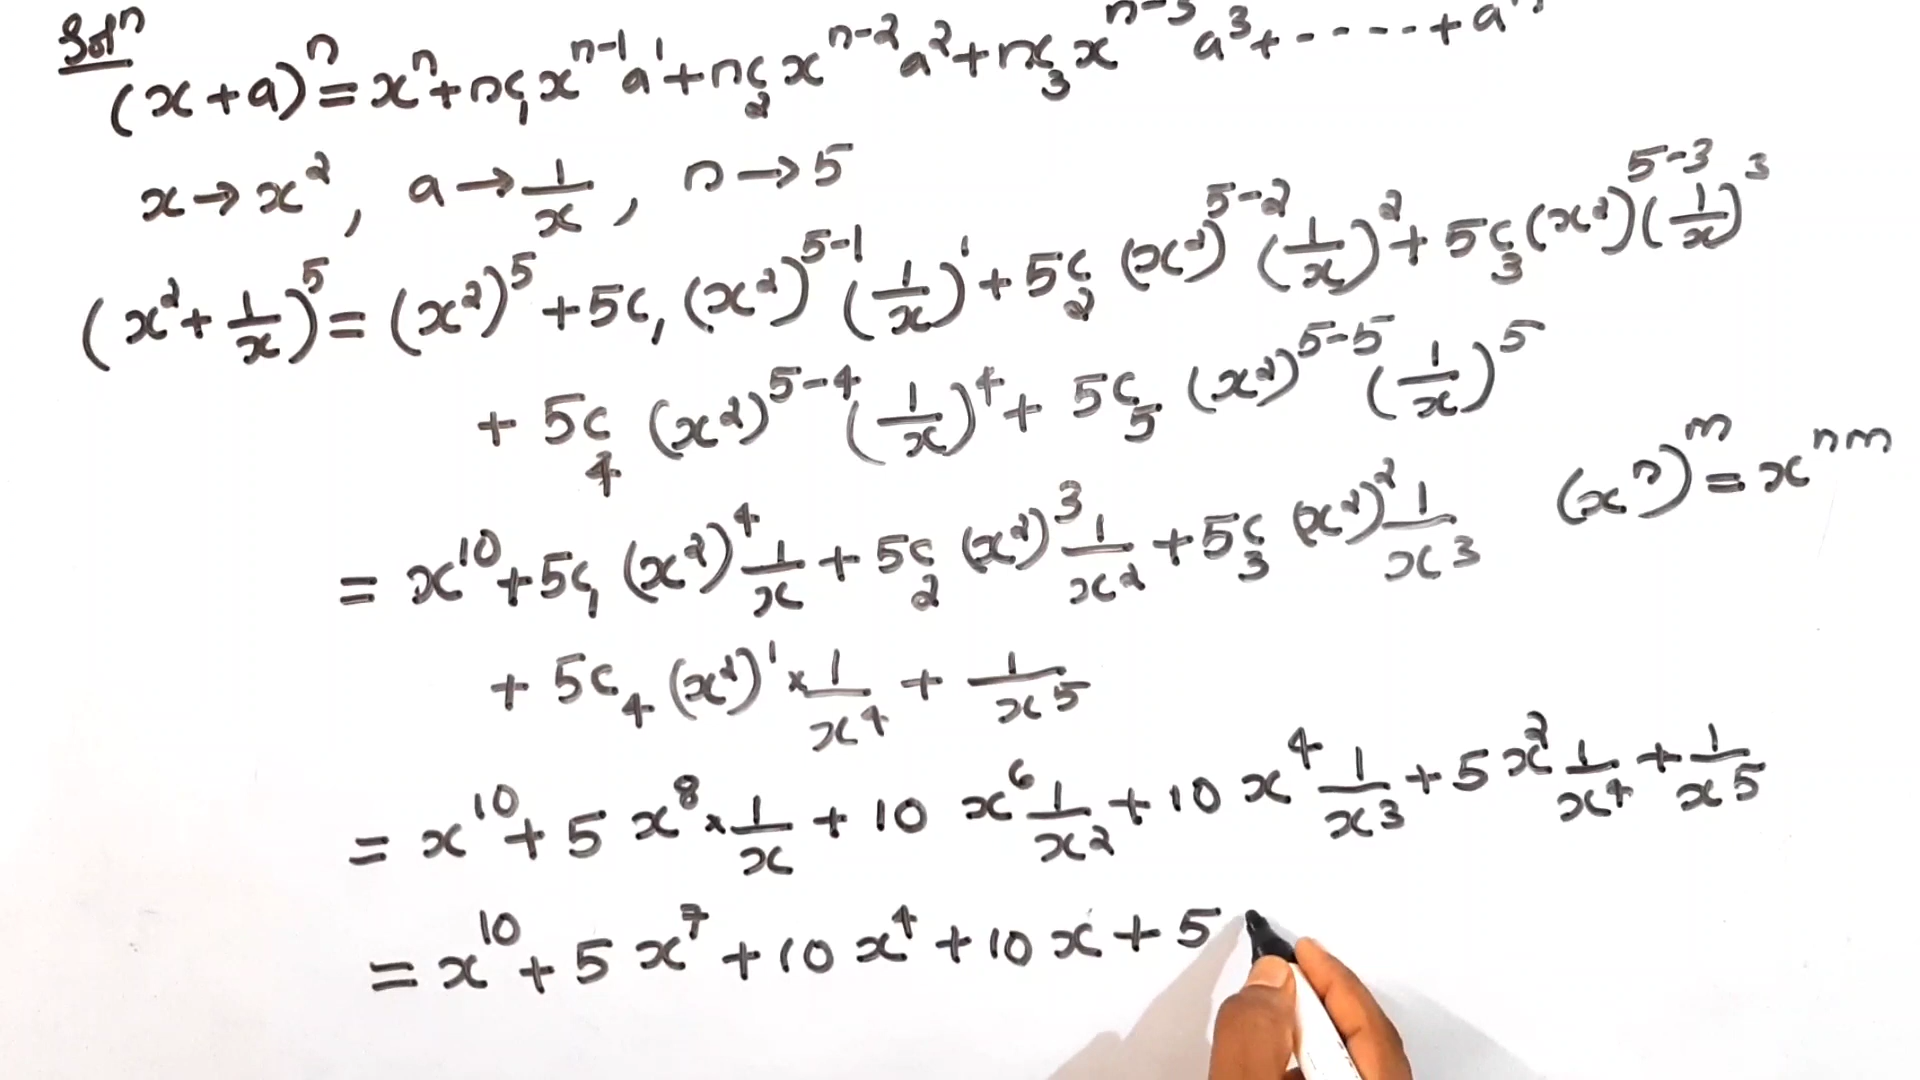 Solⁿ
(x+a)ⁿ = xⁿ + nc₁ xⁿ⁻¹ a¹ + nc₂ xⁿ⁻² a² + nc₃ xⁿ⁻³ a³ + ----- + aⁿ
x → x², a → 1/x, n → 5
(x² + 1/x)⁵ = (x²)⁵ + 5c₁ (x²)⁵⁻¹ (1/x)¹ + 5c₂ (x²)⁵⁻² (1/x)² + 5c₃ (x²)⁵⁻³ (1/x)³
+ 5c₄ (x²)⁵⁻⁴ (1/x)⁴ + 5c₅ (x²)⁵⁻⁵ (1/x)⁵
(xⁿ)ᵐ = xⁿᵐ
= x¹⁰ + 5c₁ (x²)⁴ 1/x + 5c₂ (x²)³ 1/x² + 5c₃ (x²)² 1/x³
+ 5c₄ (x²)¹ × 1/x⁴ + 1/x⁵
= x¹⁰ + 5 x⁸ × 1/x + 10 x⁶ 1/x² + 10 x⁴ 1/x³ + 5 x² 1/x⁴ + 1/x⁵
= x¹⁰ + 5 x⁷ + 10 x⁴ + 10 x + 5